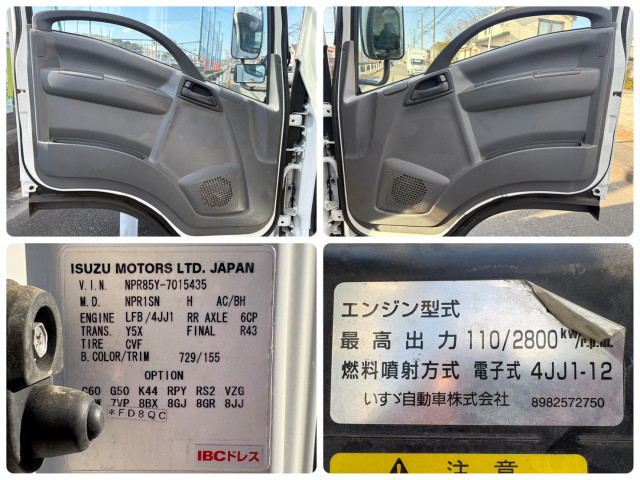 ISUZU MOTORS LTD. JAPAN
V.I.N. NPR85Y-7015435
M.D. NPR1SN H AC/BH
ENGINE LFB/4JJ1 RR AXLE 6CP
TRANS. Y5X FINAL R43
TIRE CVF
B.COLOR/TRIM 729/155
OPTION
C60 G50 K44 RPY RS2 VZG
7VP 8BX 8GJ 8GR 8JJ
*FD8QC
IBCドレス
エンジン型式
最高出力 110/2800 kw/r.p.m.
燃料噴射方式 電子式 4JJ1-12
いすゞ自動車株式会社 8982572750
注意